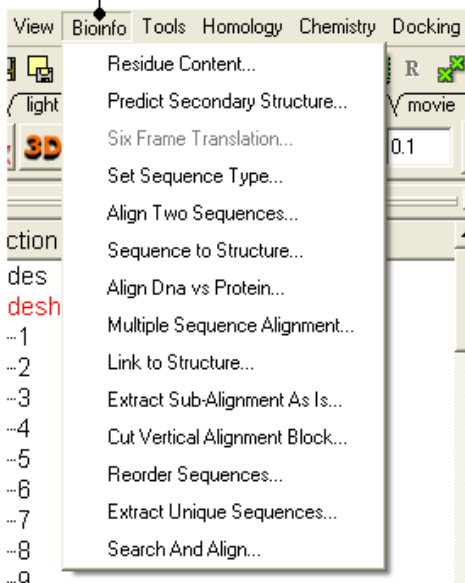 View Bioinfo Tools Homology Chemistry Docking
Residue Content...
R
light
Predict Secondary Structure...
movie
3D
Six Frame Translation...
0.1
Set Sequence Type...
Align Two Sequences...
ction
Sequence to Structure...
des
Align Dna vs Protein...
desh
Multiple Sequence Alignment...
1
Link to Structure...
2
Extract Sub-Alignment As Is...
3
Cut Vertical Alignment Block...
4
5
Reorder Sequences...
6
Extract Unique Sequences...
7
Search And Align...
8
9